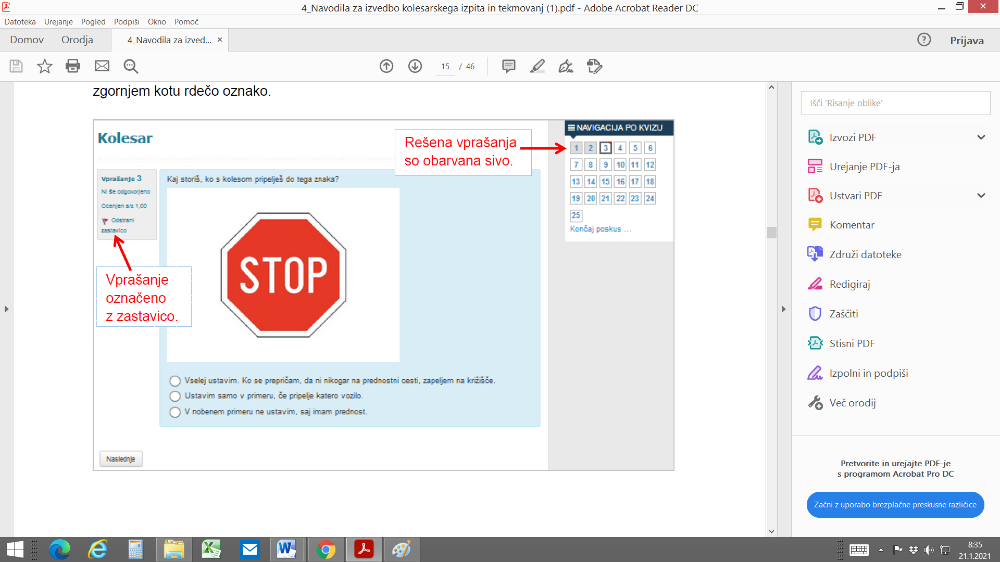 4_Navodila za izvedbo kolesarskega izpita in tekmovanj (1).pdf - Adobe Acrobat Reader DC
Datoteka Urejanje Pogled Podpiši Okno Pomoč
Domov Orodja 4_Navodila za izved... × ? Prijava
15 / 46
zgornjem kotu rdečo oznako.
Kolesar
Rešena vprašanja
so obarvana sivo.
Vprašanje 3
Ni še odgovorjeno
Ocenjen s/z 1,00
Odstrani
zastavico
Vprašanje
označeno
z zastavico.
Kaj storiš, ko s kolesom pripelješ do tega znaka?
STOP
Vselej ustavim. Ko se prepričam, da ni nikogar na prednostni cesti, zapeljem na križišče.
Ustavim samo v primeru, če pripelje katero vozilo.
V nobenem primeru ne ustavim, saj imam prednost.
Naslednje
NAVIGACIJA PO KVIZU
1 2 3 4 5 6
7 8 9 10 11 12
13 14 15 16 17 18
19 20 21 22 23 24
25
Končaj poskus ...
Išči 'Risanje oblike'
Izvozi PDF
Urejanje PDF-ja
Ustvari PDF
Komentar
Združi datoteke
Redigiraj
Zaščiti
Stisni PDF
Izpolni in podpiši
Več orodij
Pretvorite in urejajte PDF-je
s programom Acrobat Pro DC
Začni z uporabo brezplačne preskusne različice
8:35
21.1.2021